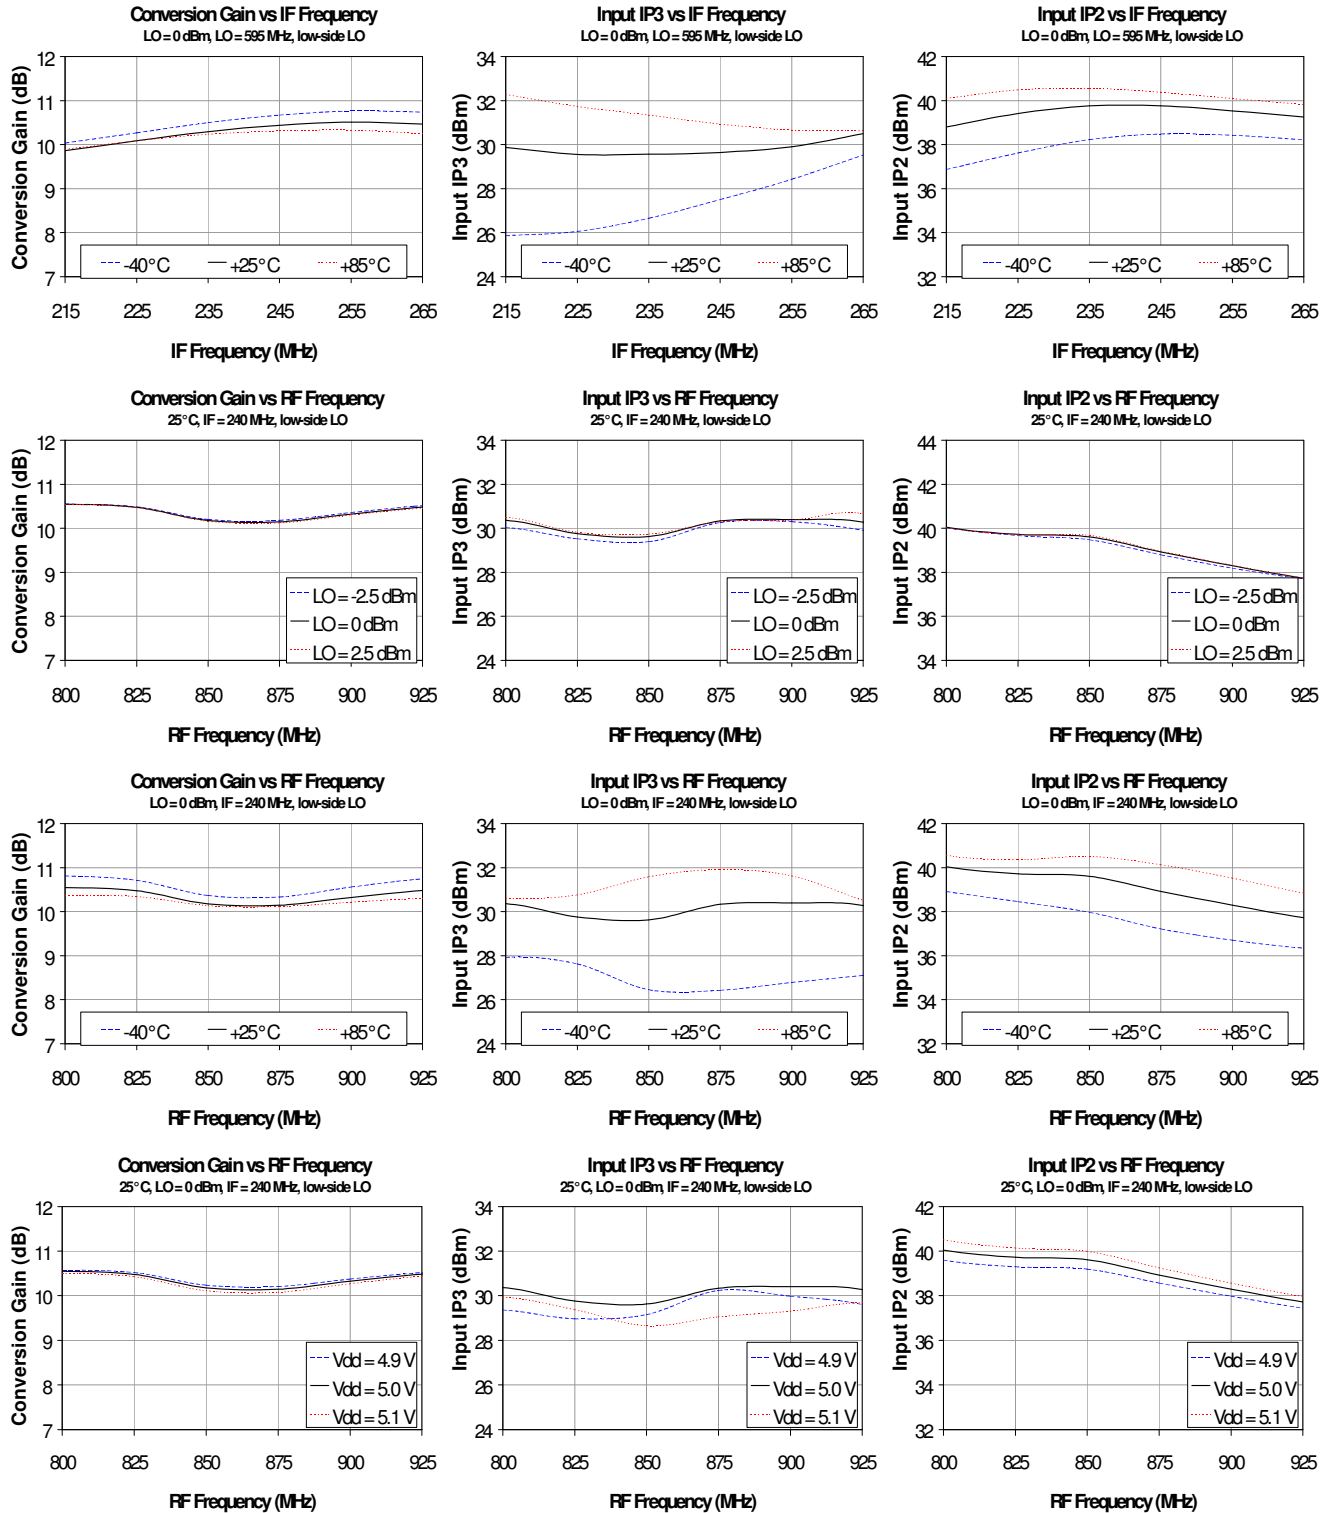 Conversion Gain vs IF Frequency
LO = 0 dBm, LO = 595 MHz, low-side LO
Conversion Gain (dB)
12
11
10
9
8
7
-40°C +25°C +85°C
215 225 235 245 255 265
IF Frequency (MHz)
Input IP3 vs IF Frequency
LO = 0 dBm, LO = 595 MHz, low-side LO
Input IP3 (dBm)
34
32
30
28
26
24
-40°C +25°C +85°C
215 225 235 245 255 265
IF Frequency (MHz)
Input IP2 vs IF Frequency
LO = 0 dBm, LO = 595 MHz, low-side LO
Input IP2 (dBm)
42
40
38
36
34
32
-40°C +25°C +85°C
215 225 235 245 255 265
IF Frequency (MHz)
Conversion Gain vs RF Frequency
25°C, IF = 240 MHz, low-side LO
Conversion Gain (dB)
12
11
10
9
8
7
LO = -2.5 dBm
LO = 0 dBm
LO = 2.5 dBm
800 825 850 875 900 925
RF Frequency (MHz)
Input IP3 vs RF Frequency
25°C, IF = 240 MHz, low-side LO
Input IP3 (dBm)
34
32
30
28
26
24
LO = -2.5 dBm
LO = 0 dBm
LO = 2.5 dBm
800 825 850 875 900 925
RF Frequency (MHz)
Input IP2 vs RF Frequency
25°C, IF = 240 MHz, low-side LO
Input IP2 (dBm)
44
42
40
38
36
34
LO = -2.5 dBm
LO = 0 dBm
LO = 2.5 dBm
800 825 850 875 900 925
RF Frequency (MHz)
Conversion Gain vs RF Frequency
LO = 0 dBm, IF = 240 MHz, low-side LO
Conversion Gain (dB)
12
11
10
9
8
7
-40°C +25°C +85°C
800 825 850 875 900 925
RF Frequency (MHz)
Input IP3 vs RF Frequency
LO = 0 dBm, IF = 240 MHz, low-side LO
Input IP3 (dBm)
34
32
30
28
26
24
-40°C +25°C +85°C
800 825 850 875 900 925
RF Frequency (MHz)
Input IP2 vs RF Frequency
LO = 0 dBm, IF = 240 MHz, low-side LO
Input IP2 (dBm)
42
40
38
36
34
32
-40°C +25°C +85°C
800 825 850 875 900 925
RF Frequency (MHz)
Conversion Gain vs RF Frequency
25°C, LO = 0 dBm, IF = 240 MHz, low-side LO
Conversion Gain (dB)
12
11
10
9
8
7
Vdd = 4.9 V
Vdd = 5.0 V
Vdd = 5.1 V
800 825 850 875 900 925
RF Frequency (MHz)
Input IP3 vs RF Frequency
25°C, LO = 0 dBm, IF = 240 MHz, low-side LO
Input IP3 (dBm)
34
32
30
28
26
24
Vdd = 4.9 V
Vdd = 5.0 V
Vdd = 5.1 V
800 825 850 875 900 925
RF Frequency (MHz)
Input IP2 vs RF Frequency
25°C, LO = 0 dBm, IF = 240 MHz, low-side LO
Input IP2 (dBm)
42
40
38
36
34
32
Vdd = 4.9 V
Vdd = 5.0 V
Vdd = 5.1 V
800 825 850 875 900 925
RF Frequency (MHz)